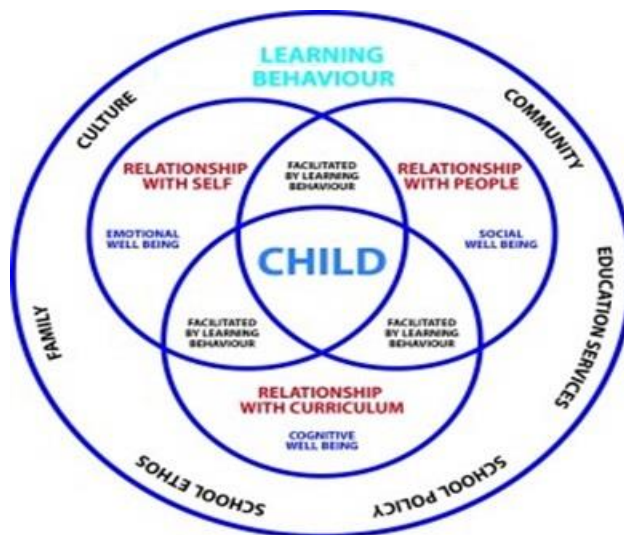 LEARNING
BEHAVIOUR
CULTURE
COMMUNITY
FACILITATED
BY LEARNING
BEHAVIOUR
RELATIONSHIP
WITH SELF
RELATIONSHIP
WITH PEOPLE
EMOTIONAL
WELL BEING
SOCIAL
WELL BEING
CHILD
FAMILY
EDUCATION SERVICES
FACILITATED
BY LEARNING
BEHAVIOUR
FACILITATED
BY LEARNING
BEHAVIOUR
RELATIONSHIP
WITH CURRICULUM
COGNITIVE
WELL BEING
SCHOOL ETHOS
SCHOOL POLICY